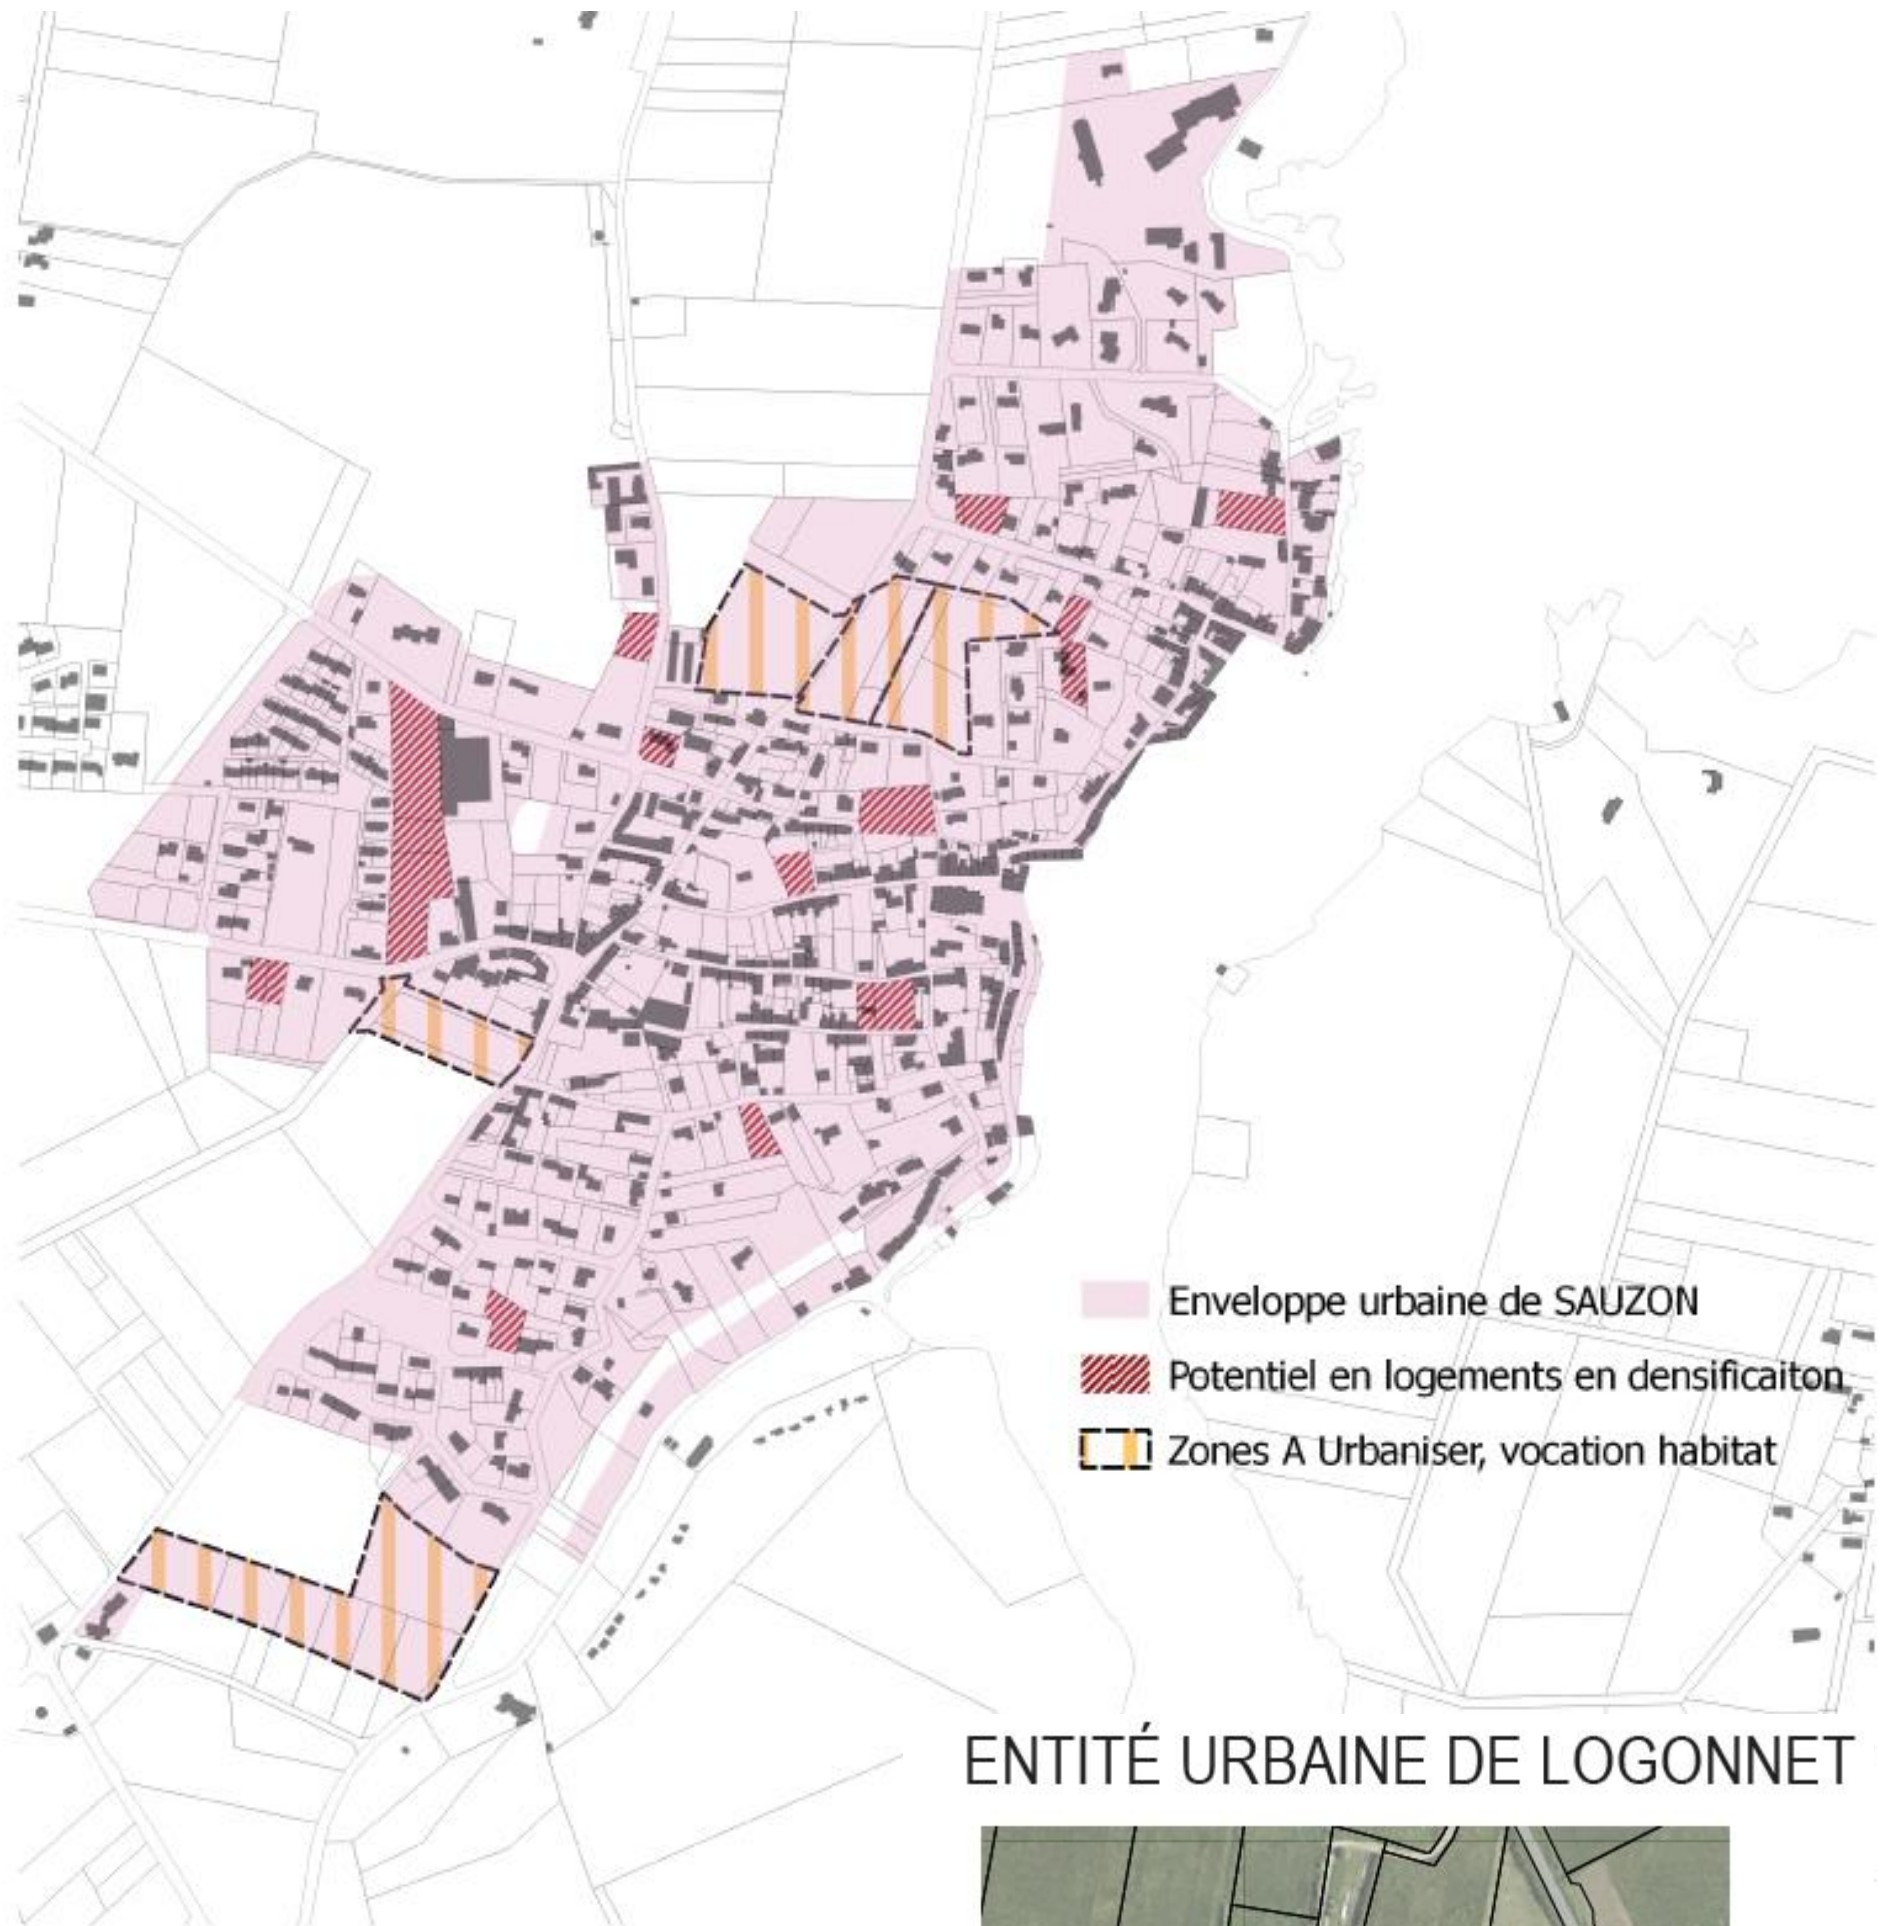 Enveloppe urbaine de SAUZON
Potentiel en logements en densificaiton
Zones A Urbaniser, vocation habitat
ENTITÉ URBAINE DE LOGONNET